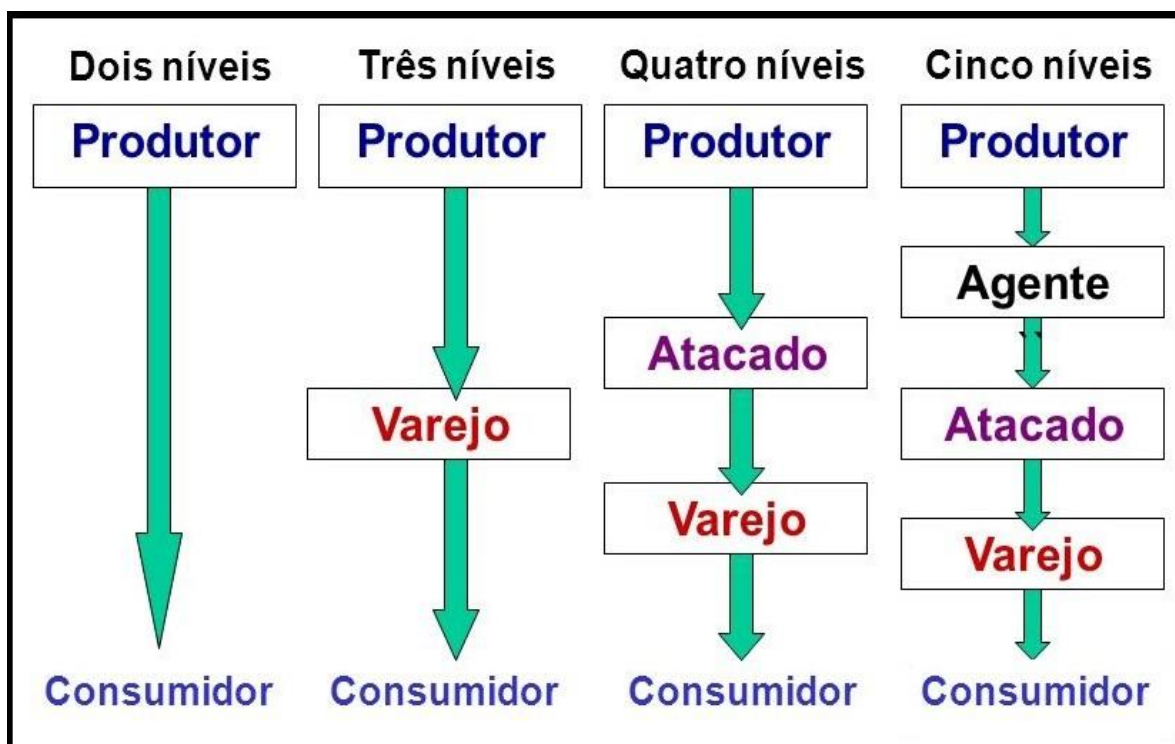 Dois níveis
Produtor
Consumidor
Três níveis
Produtor
Varejo
Consumidor
Quatro níveis
Produtor
Atacado
Varejo
Consumidor
Cinco níveis
Produtor
Agente
Atacado
Varejo
Consumidor